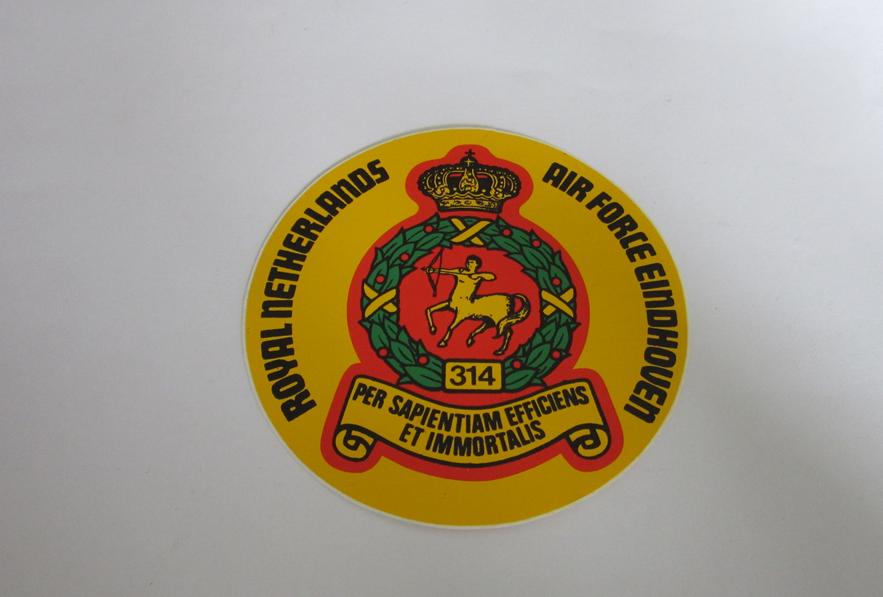 ROYAL NETHERLANDS
AIR FORCE EINDHOVEN
314
PER SAPIENTIAM EFFICIENS
ET IMMORTALIS